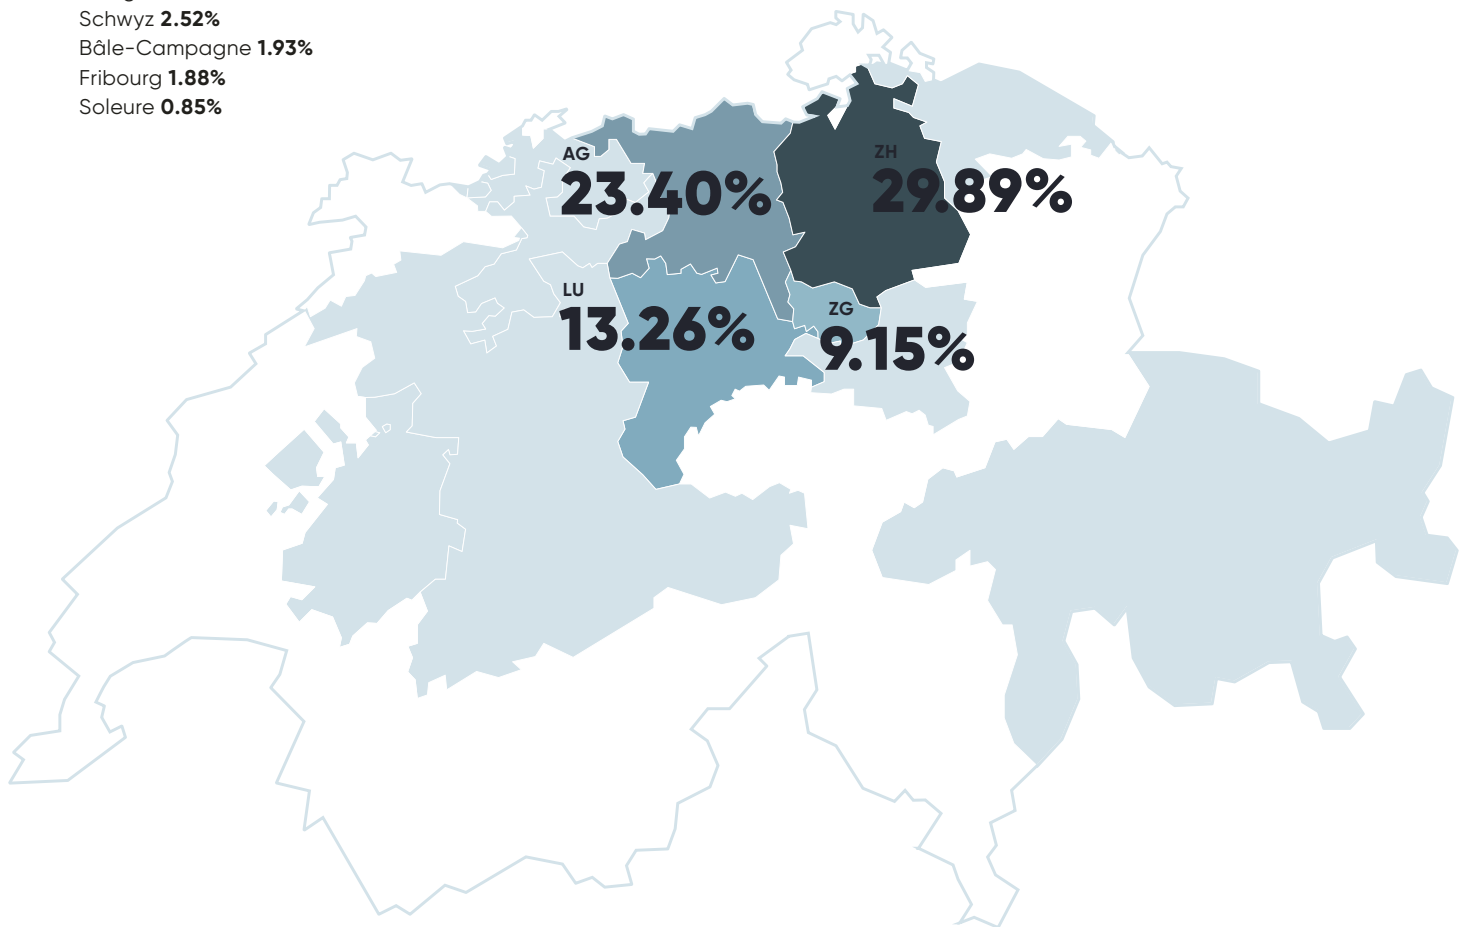 Schwyz 2.52%
Bâle-Campagne 1.93%
Fribourg 1.88%
Soleure 0.85%
AG
23.40%
ZH
29.89%
LU
13.26%
ZG
9.15%